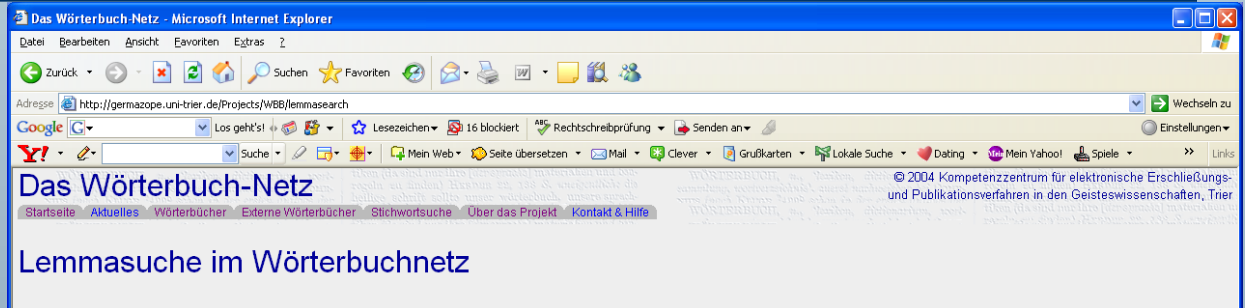 Das Wörterbuch-Netz - Microsoft Internet Explorer
Datei Bearbeiten Ansicht Favoriten Extras ?
Zurück Suchen Favoriten
Adresse http://germazope.uni-trier.de/Projects/WBB/lemmasearch Wechseln zu
Google G Los geht's! Lesezeichen 16 blockiert ABC Rechtschreibprüfung Senden an Einstellungen
Y! Suche Mein Web Seite übersetzen Mail Clever Grußkarten Lokale Suche Dating Mein Yahoo! Spiele » Links
Das Wörterbuch-Netz
© 2004 Kompetenzzentrum für elektronische Erschließungs-
und Publikationsverfahren in den Geisteswissenschaften, Trier
Startseite Aktuelles Wörterbücher Externe Wörterbücher Stichwortsuche Über das Projekt Kontakt & Hilfe
Lemmasuche im Wörterbuchnetz